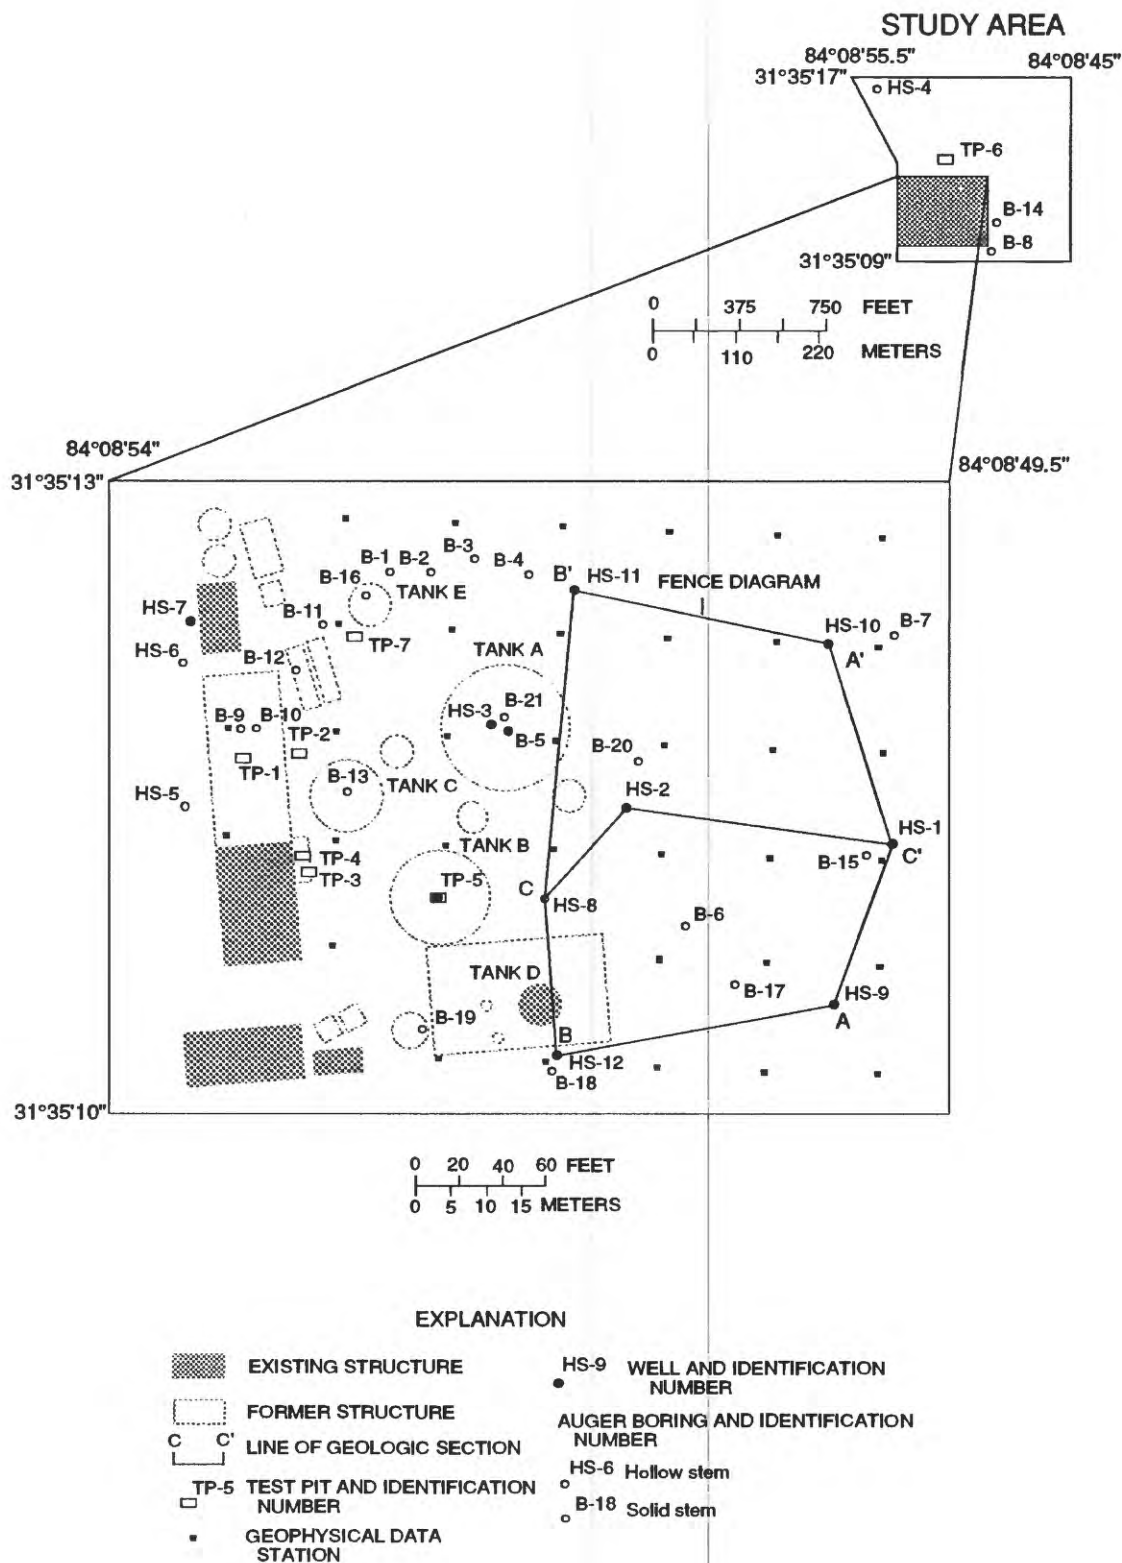 STUDY AREA
84°08'55.5"
84°08'45"
31°35'17"
HS-4
TP-6
B-14
B-8
31°35'09"
0 375 750 FEET
0 110 220 METERS
84°08'54"
84°08'49.5"
31°35'13"
B-3
B-1 B-2
B-4
B'
HS-11
B-16
TANK E
FENCE DIAGRAM
HS-7
B-11
HS-10
B-7
A'
HS-6
TP-7
TANK A
B-12
B-21
HS-3
B-9 B-10
TP-2
B-5
B-20
TP-1
B-13
TANK C
HS-5
HS-2
HS-1
TANK B
C'
B-15
TP-4
TP-3
TP-5
C
HS-8
B-6
TANK D
B-17
HS-9
A
B-19
B
HS-12
B-18
31°35'10"
0 20 40 60 FEET
0 5 10 15 METERS
EXPLANATION
EXISTING STRUCTURE
FORMER STRUCTURE
C C'
LINE OF GEOLOGIC SECTION
TP-5 TEST PIT AND IDENTIFICATION
NUMBER
GEOPHYSICAL DATA
STATION
HS-9 WELL AND IDENTIFICATION
NUMBER
AUGER BORING AND IDENTIFICATION
NUMBER
HS-6 Hollow stem
B-18 Solid stem